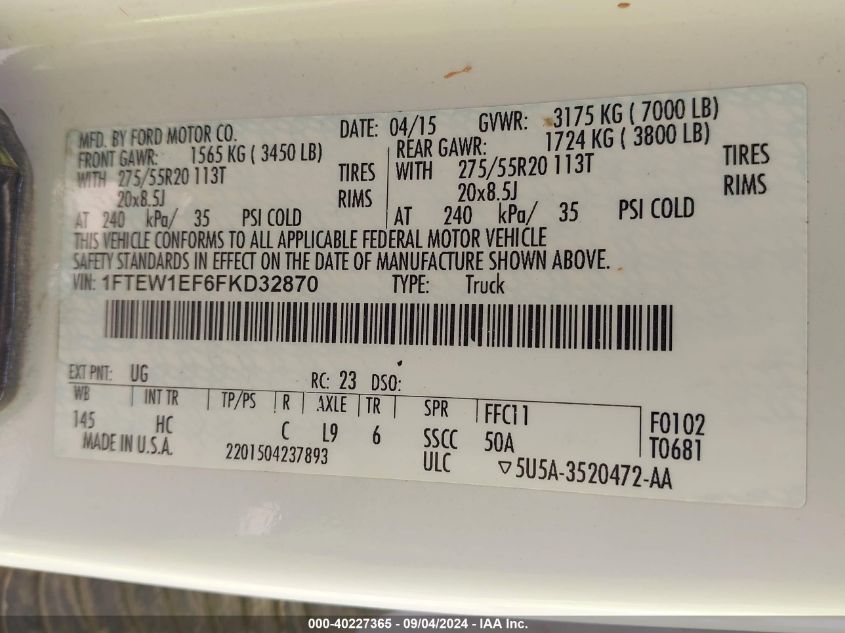 MFD. BY FORD MOTOR CO.
DATE: 04/15
GVWR: 3175 KG ( 7000 LB)
FRONT GAWR: 1565 KG ( 3450 LB)
REAR GAWR: 1724 KG ( 3800 LB)
WITH 275/55R20 113T TIRES
WITH 275/55R20 113T TIRES
20x8.5J RIMS
20x8.5J RIMS
AT 240 kPa/ 35 PSI COLD
AT 240 kPa/ 35 PSI COLD
THIS VEHICLE CONFORMS TO ALL APPLICABLE FEDERAL MOTOR VEHICLE
SAFETY STANDARDS IN EFFECT ON THE DATE OF MANUFACTURE SHOWN ABOVE.
VIN: 1FTEW1EF6FKD32870 TYPE: Truck
EXT PNT: UG RC: 23 DSO:
WB INT TR TP/PS R AXLE TR SPR FFC11 F0102
145 HC C L9 6 SSCC 50A T0681
MADE IN U.S.A. 2201504237893 ULC ▽5U5A-3520472-AA
000-40227365 - 09/04/2024 - IAA Inc.